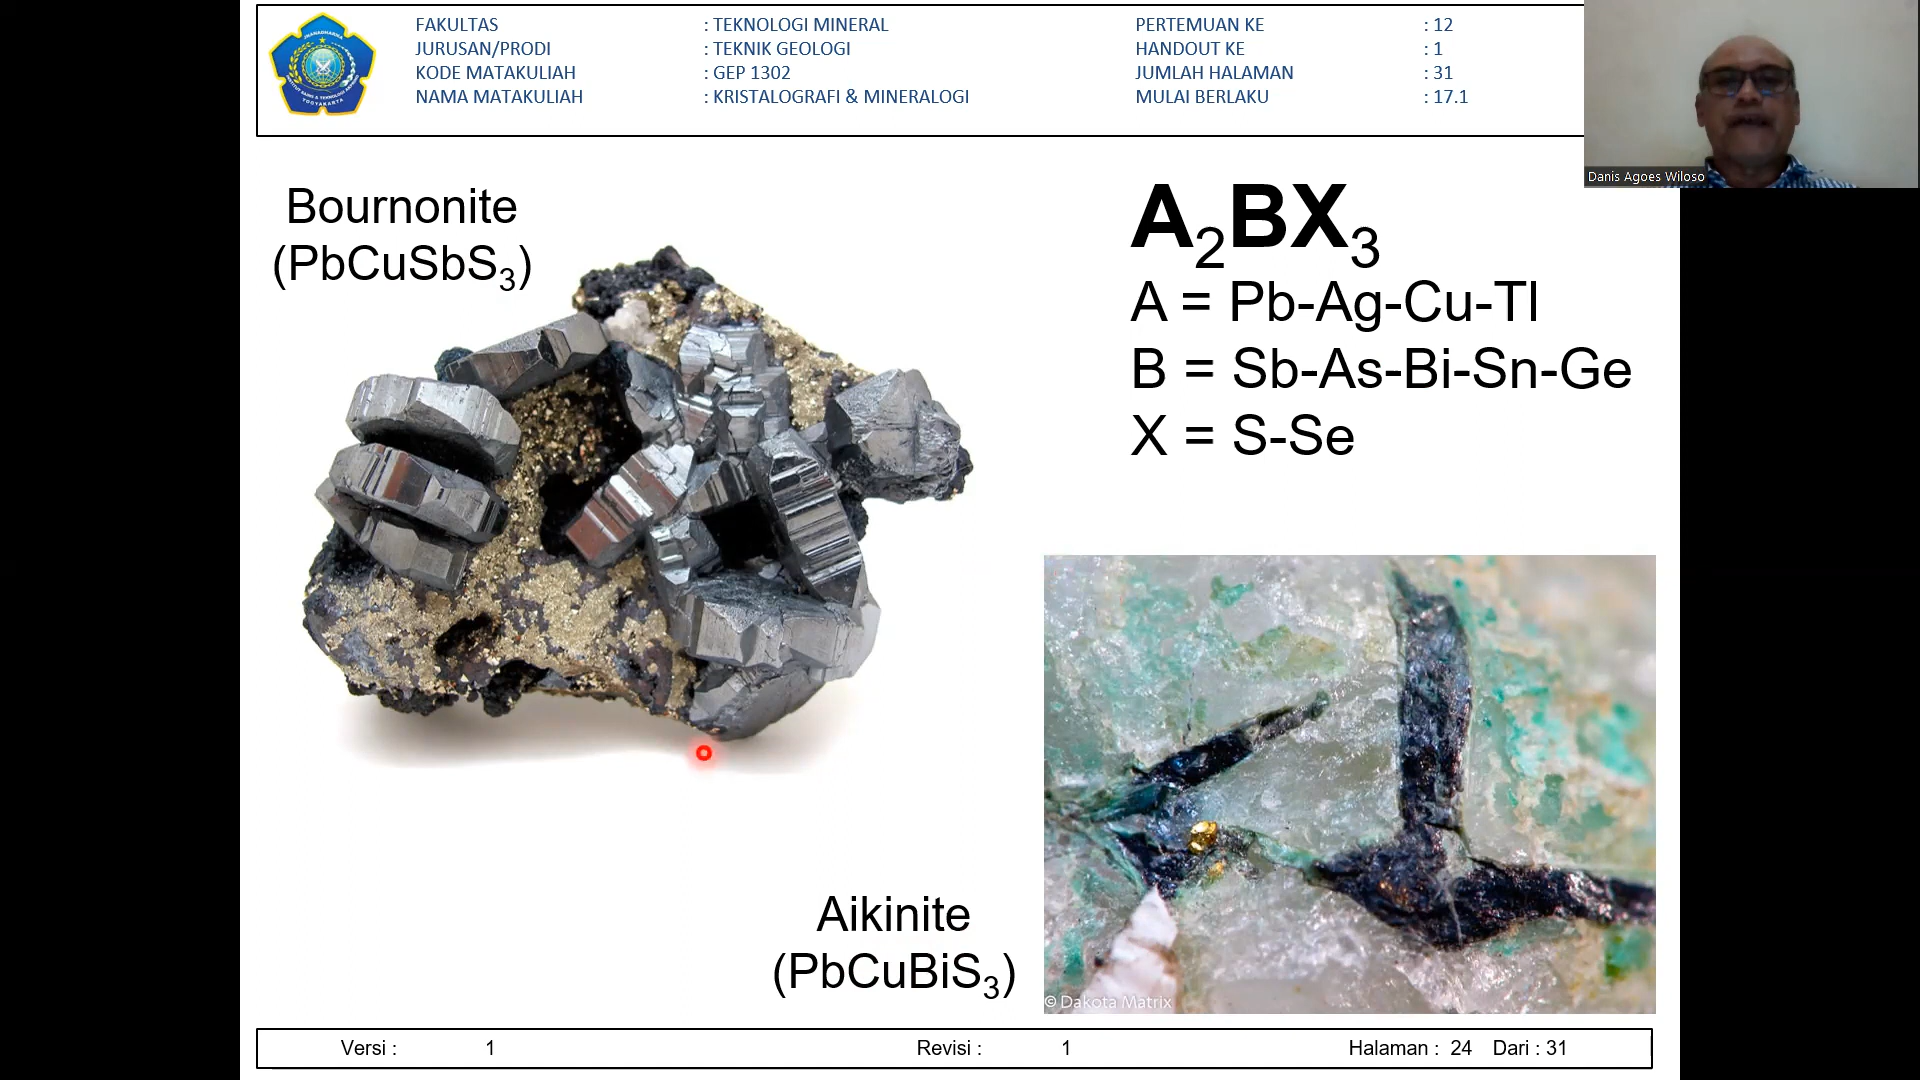 FAKULTAS : TEKNOLOGI MINERAL PERTEMUAN KE : 12
JURUSAN/PRODI : TEKNIK GEOLOGI HANDOUT KE : 1
KODE MATAKULIAH : GEP 1302 JUMLAH HALAMAN : 31
NAMA MATAKULIAH : KRISTALOGRAFI & MINERALOGI MULAI BERLAKU : 17.1
Danis Agoes Wiloso
Bournonite
(PbCuSbS₃)
A₂BX₃
A = Pb-Ag-Cu-Tl
B = Sb-As-Bi-Sn-Ge
X = S-Se
Aikinite
(PbCuBiS₃)
© Dakota Matrix
Versi : 1 Revisi : 1 Halaman : 24 Dari : 31